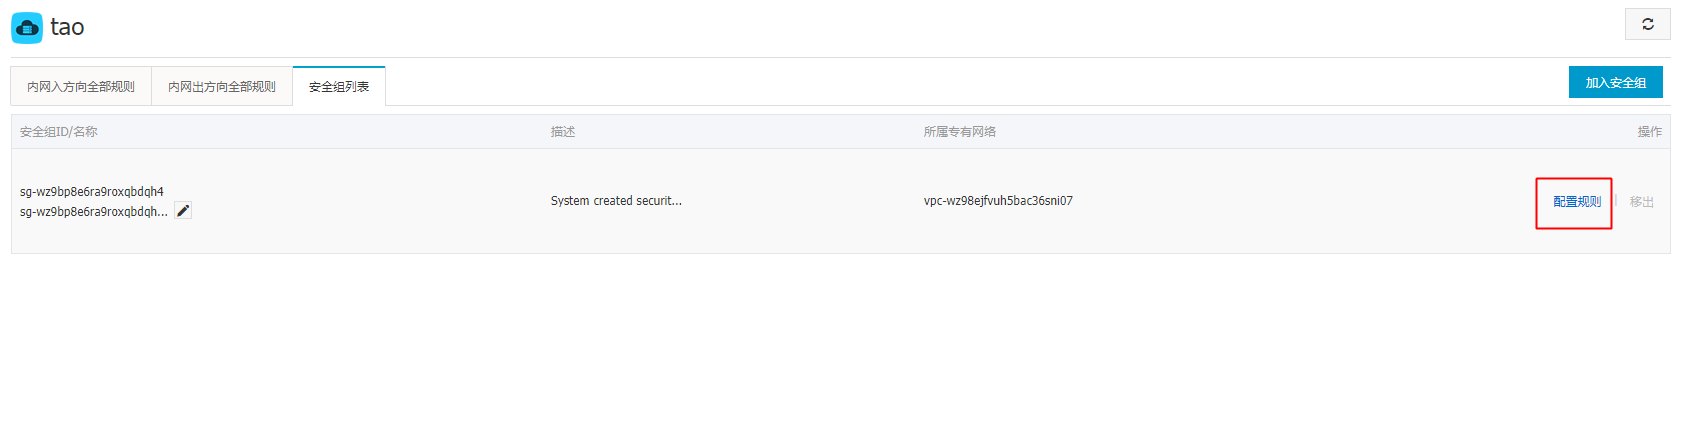 tao
内网入方向全部规则 内网出方向全部规则 安全组列表 加入安全组
安全组ID/名称 描述 所属专有网络 操作
sg-wz9bp8e6ra9roxqbdqh4
sg-wz9bp8e6ra9roxqbdqh... System created securit... vpc-wz98ejfvuh5bac36sni07 配置规则 | 移出